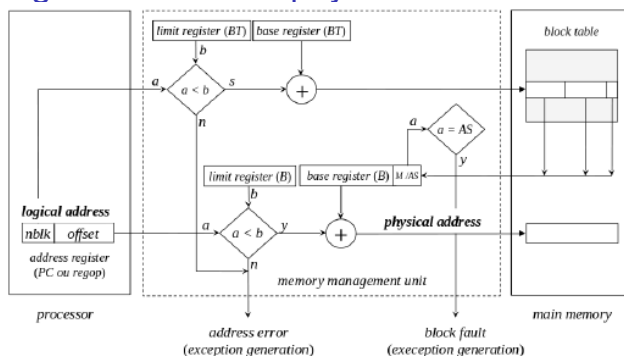 limit register (BT)
base register (BT)
block table
b
a
a < b
s
+
n
a
a = AS
y
limit register (B)
base register (B)
M /AS
logical address
b
nblk
offset
a
a < b
y
+
physical address
address register
(PC ou regop)
n
memory management unit
processor
main memory
address error
(exception generation)
block fault
(exeception generation)